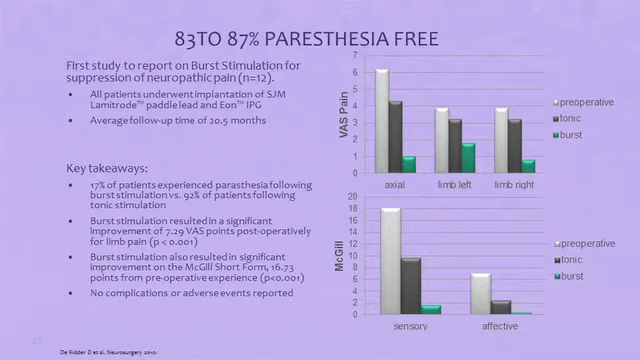 83TO 87% PARESTHESIA FREE
First study to report on Burst Stimulation for
suppression of neuropathic pain (n=12).
• All patients underwent implantation of SJM
Lamitrode™ paddle lead and Eon™ IPG
• Average follow-up time of 20.5 months
Key takeaways:
• 17% of patients experienced parasthesia following
burst stimulation vs. 92% of patients following
tonic stimulation
• Burst stimulation resulted in a significant
improvement of 7.29 VAS points post-operatively
for limb pain (p < 0.001)
• Burst stimulation also resulted in significant
improvement on the McGill Short Form, 16.73
points from pre-operative experience (p<0.001)
• No complications or adverse events reported
VAS Pain
7
6
5
4
3
2
1
0
axial limb left limb right
preoperative
tonic
burst
McGill
20
18
16
14
12
10
8
6
4
2
0
sensory affective
preoperative
tonic
burst
De Ridder D et al. Neurosurgery 2010.